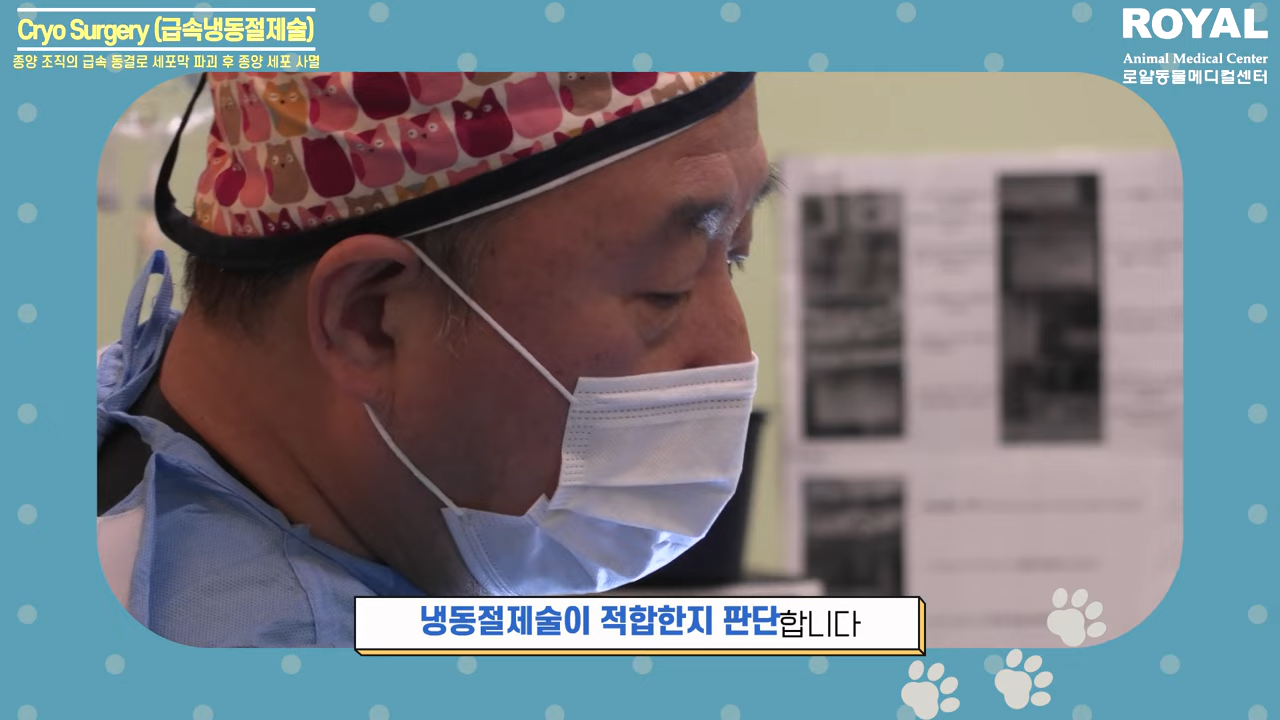 Cryo Surgery (급속냉동절제술)
종양 조직의 급속 동결로 세포막 파괴 후 종양 세포 사멸
ROYAL
Animal Medical Center
로얄동물메디컬센터
냉동절제술이 적합한지 판단합니다